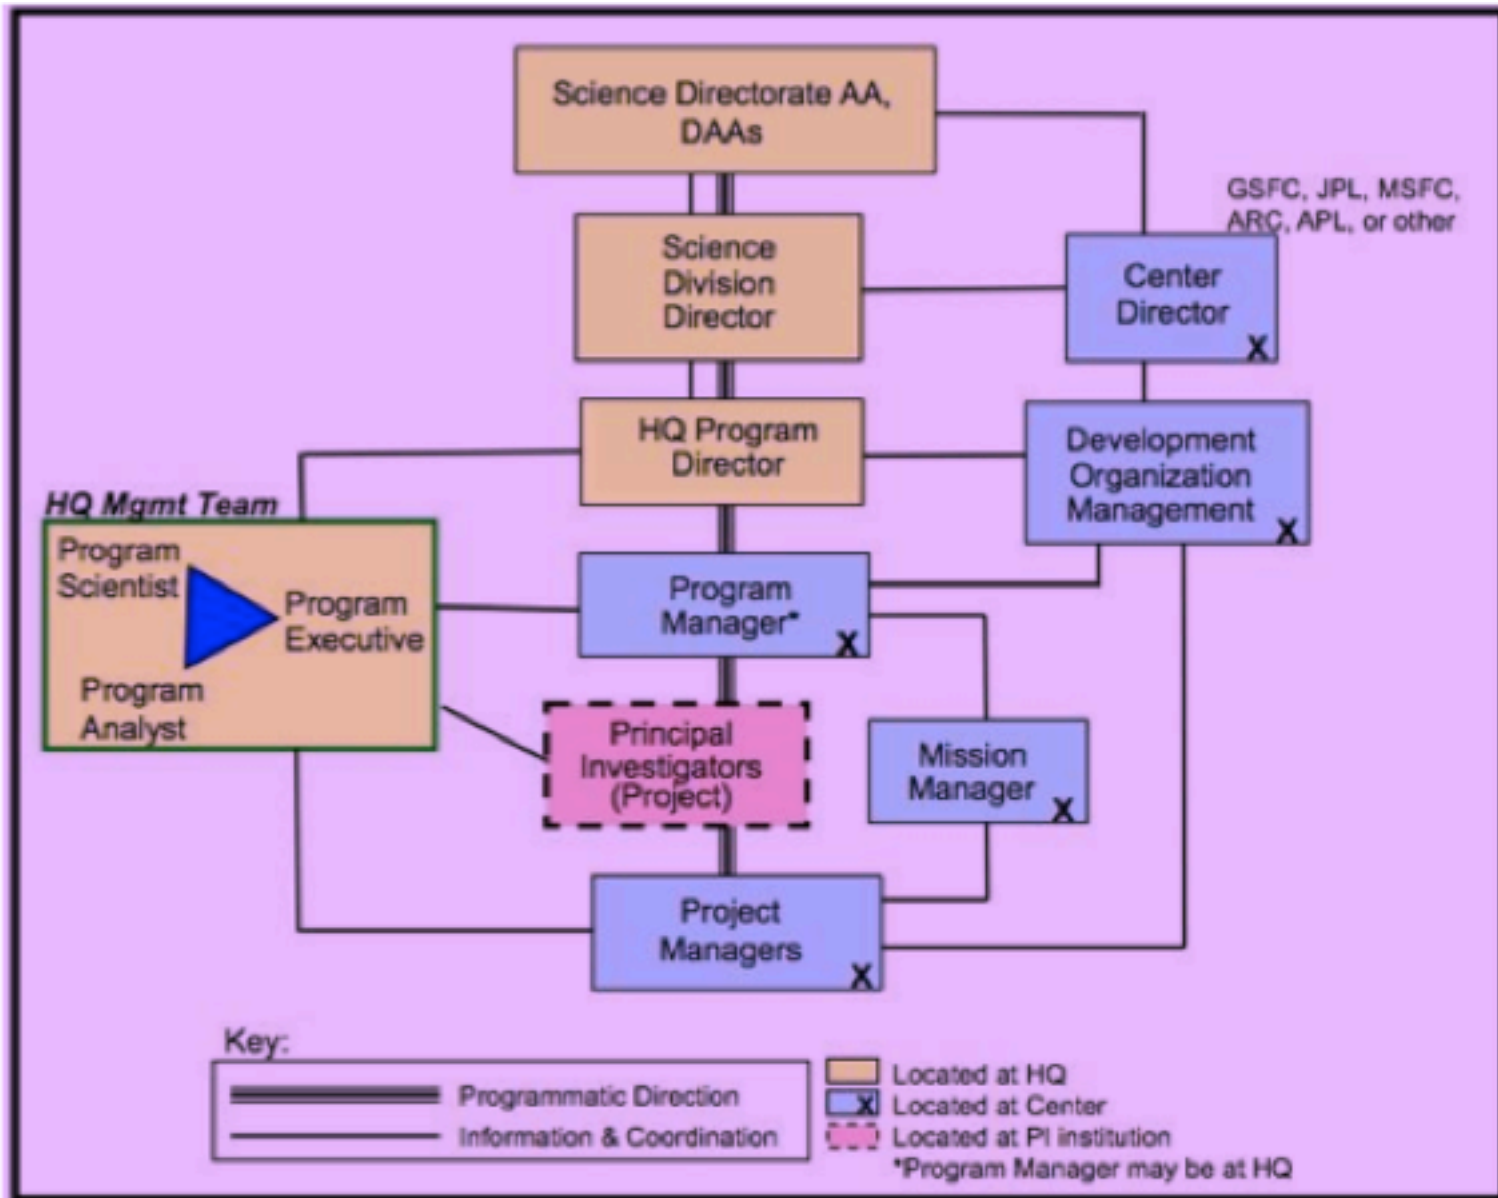 Science Directorate AA,
DAAs
GSFC, JPL, MSFC,
ARC, APL, or other
Science
Division
Director
Center
Director
X
HQ Program
Director
Development
Organization
Management
X
HQ Mgmt Team
Program
Scientist
Program
Executive
Program
Analyst
Program
Manager*
X
Principal
Investigators
(Project)
Mission
Manager
X
Project
Managers
X
Key:
Programmatic Direction
Information & Coordination
Located at HQ
X
Located at Center
Located at PI institution
*Program Manager may be at HQ